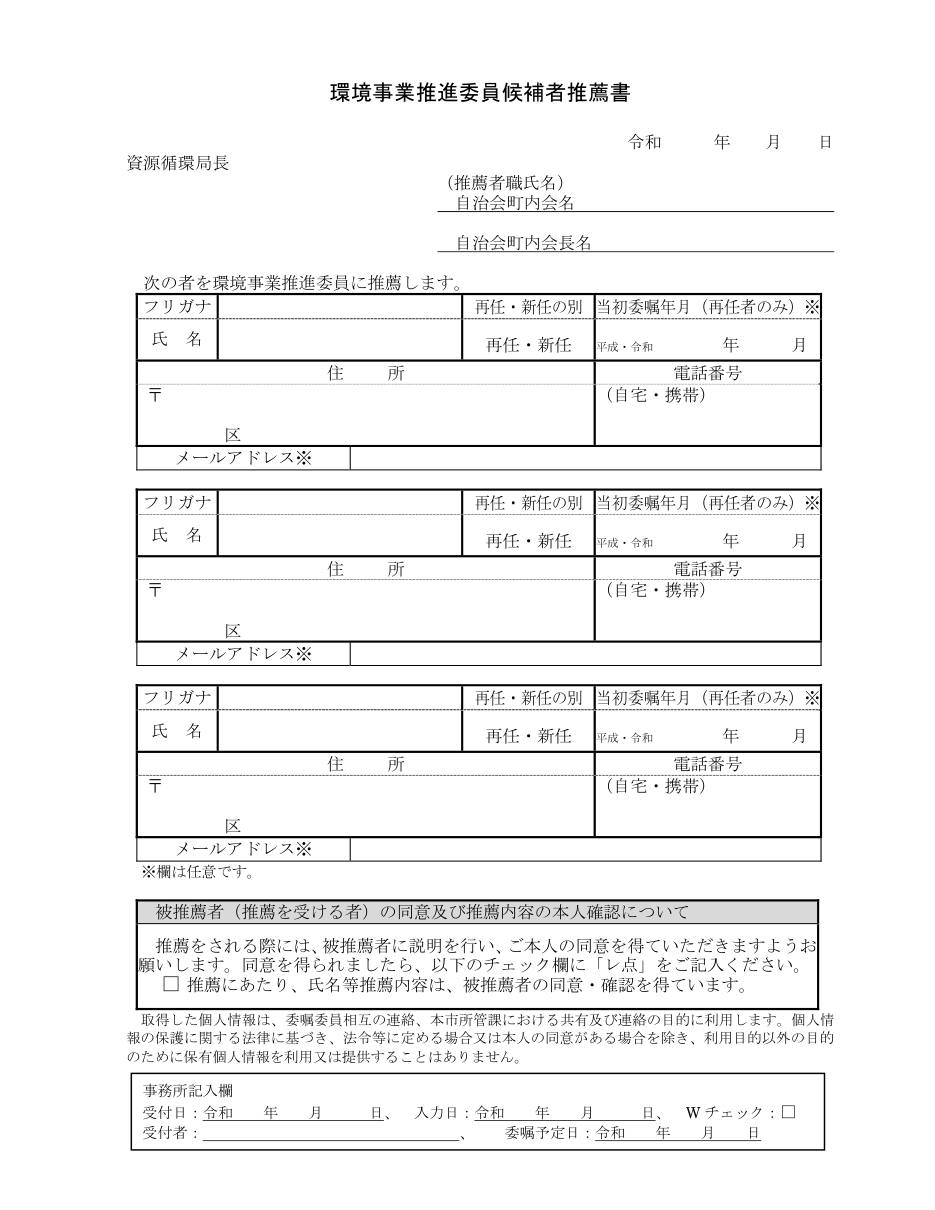 環境事業推進委員候補者推薦書
令和　　　年　　月　　日
資源循環局長
（推薦者職氏名）
自治会町内会名
自治会町内会長名
次の者を環境事業推進委員に推薦します。
フリガナ　再任・新任の別　当初委嘱年月（再任者のみ）※
氏　名　再任・新任　平成・令和　　　年　　　月
住　　所　電話番号
〒　（自宅・携帯）
区
メールアドレス※
フリガナ　再任・新任の別　当初委嘱年月（再任者のみ）※
氏　名　再任・新任　平成・令和　　　年　　　月
住　　所　電話番号
〒　（自宅・携帯）
区
メールアドレス※
フリガナ　再任・新任の別　当初委嘱年月（再任者のみ）※
氏　名　再任・新任　平成・令和　　　年　　　月
住　　所　電話番号
〒　（自宅・携帯）
区
メールアドレス※
※欄は任意です。
被推薦者（推薦を受ける者）の同意及び推薦内容の本人確認について
推薦をされる際には、被推薦者に説明を行い、ご本人の同意を得ていただきますようお
願いします。同意を得られましたら、以下のチェック欄に「レ点」をご記入ください。
□ 推薦にあたり、氏名等推薦内容は、被推薦者の同意・確認を得ています。
取得した個人情報は、委嘱委員相互の連絡、本市所管課における共有及び連絡の目的に利用します。個人情
報の保護に関する法律に基づき、法令等に定める場合又は本人の同意がある場合を除き、利用目的以外の目的
のために保有個人情報を利用又は提供することはありません。
事務所記入欄
受付日：令和　　年　　月　　　日、　入力日：令和　　年　　月　　　日、　Wチェック：□
受付者：　　　　　　　　　　、　　委嘱予定日：令和　　年　　月　　日